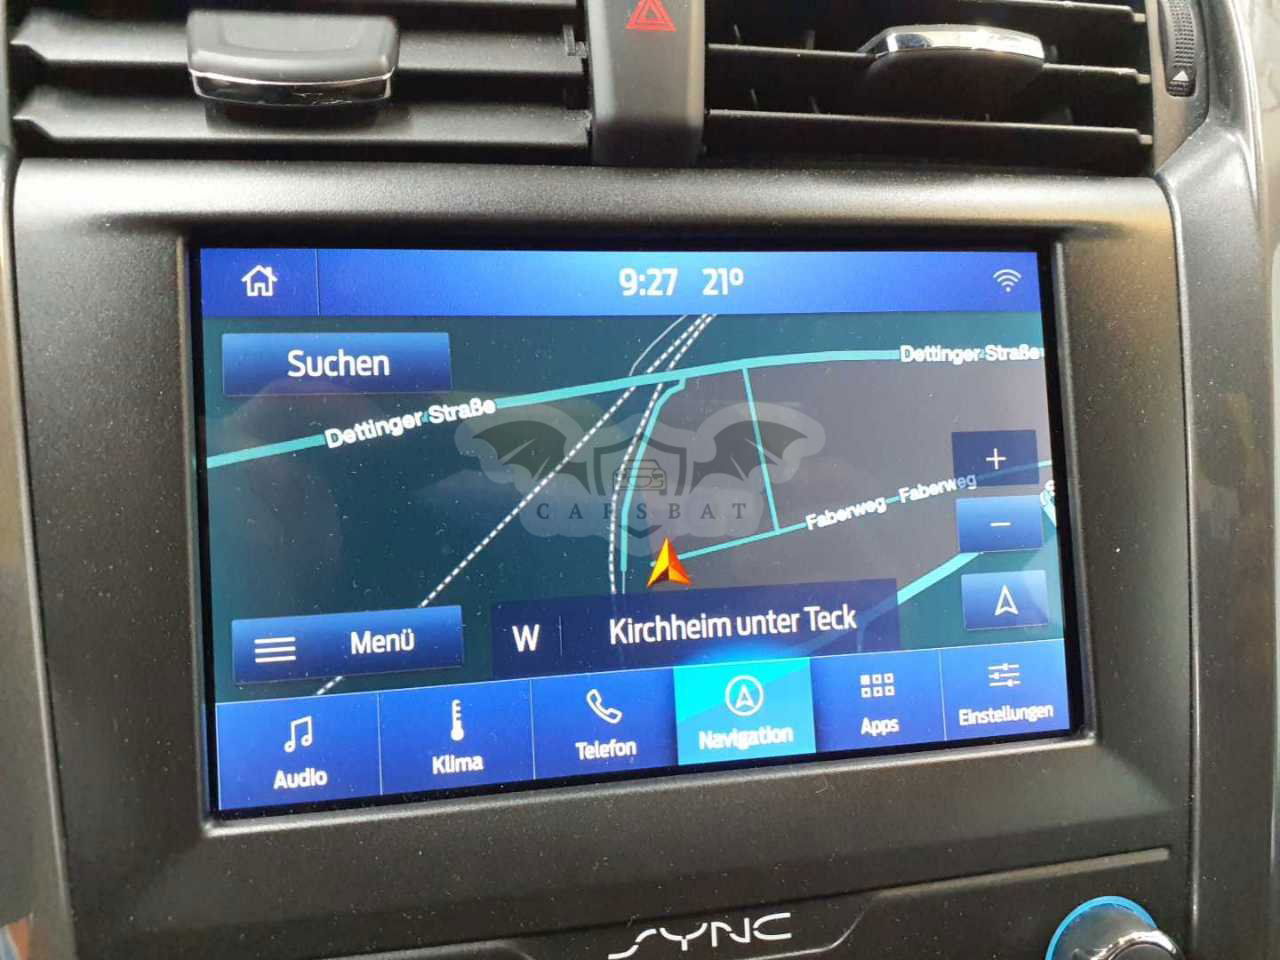 9:27 21°
Suchen
Dettinger Straße
Dettinger Straße
+
Faberweg
Faberweg
CARSBAT
−
Menü
W
Kirchheim unter Teck
Audio
Klima
Telefon
Navigation
Apps
Einstellungen
SYNC